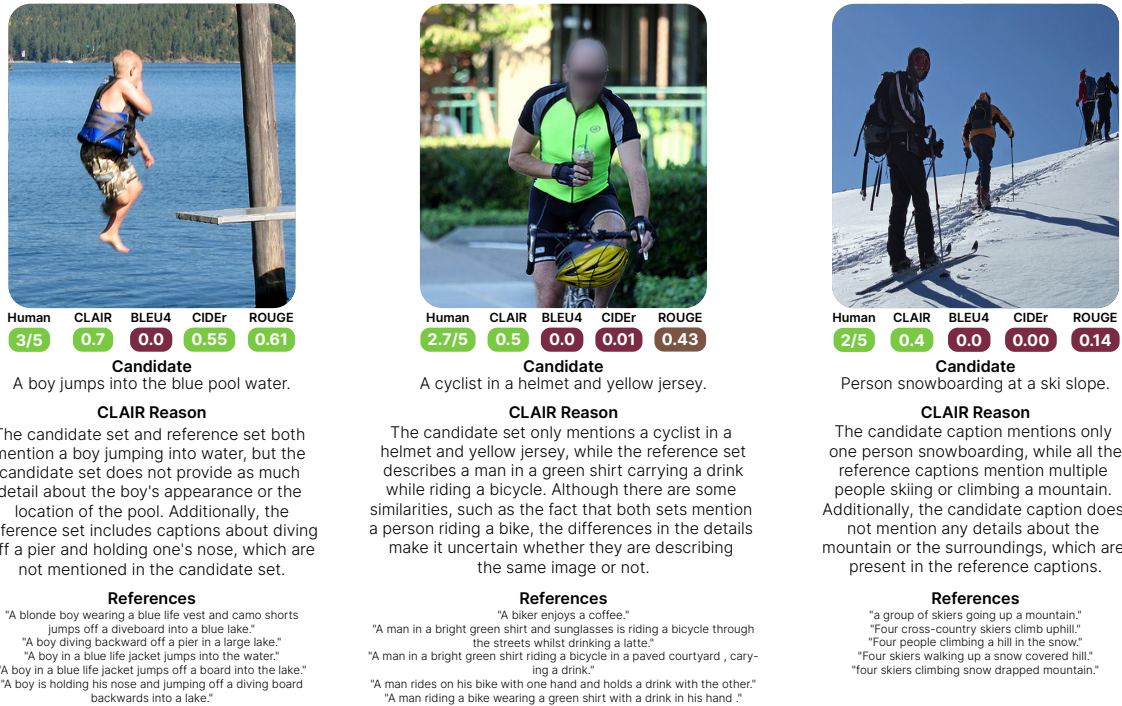 Human CLAIR BLEU4 CIDEr ROUGE
3/5 0.7 0.0 0.55 0.61
Candidate
A boy jumps into the blue pool water.
CLAIR Reason
The candidate set and reference set both
mention a boy jumping into water, but the
candidate set does not provide as much
detail about the boy's appearance or the
location of the pool. Additionally, the
ference set includes captions about diving
ff a pier and holding one's nose, which are
not mentioned in the candidate set.
References
"A blonde boy wearing a blue life vest and camo shorts
jumps off a diveboard into a blue lake."
"A boy diving backward off a pier in a large lake."
"A boy in a blue life jacket jumps into the water."
"A boy in a blue life jacket jumps off a board into the lake."
"A boy is holding his nose and jumping off a diving board
backwards into a lake."
Human CLAIR BLEU4 CIDEr ROUGE
2.7/5 0.5 0.0 0.01 0.43
Candidate
A cyclist in a helmet and yellow jersey.
CLAIR Reason
The candidate set only mentions a cyclist in a
helmet and yellow jersey, while the reference set
describes a man in a green shirt carrying a drink
while riding a bicycle. Although there are some
similarities, such as the fact that both sets mention
a person riding a bike, the differences in the details
make it uncertain whether they are describing
the same image or not.
References
"A biker enjoys a coffee."
"A man in a bright green shirt and sunglasses is riding a bicycle through
the streets whilst drinking a latte."
"A man in a bright green shirt riding a bicycle in a paved courtyard , cary-
ing a drink."
"A man rides on his bike with one hand and holds a drink with the other."
"A man riding a bike wearing a green shirt with a drink in his hand ."
Human CLAIR BLEU4 CIDEr ROUGE
2/5 0.4 0.0 0.00 0.14
Candidate
Person snowboarding at a ski slope.
CLAIR Reason
The candidate caption mentions only
one person snowboarding, while all the
reference captions mention multiple
people skiing or climbing a mountain.
Additionally, the candidate caption does
not mention any details about the
mountain or the surroundings, which are
present in the reference captions.
References
"a group of skiers going up a mountain."
"Four cross-country skiers climb uphill."
"Four people climbing a hill in the snow."
"Four skiers walking up a snow covered hill."
"four skiers climbing snow drapped mountain."